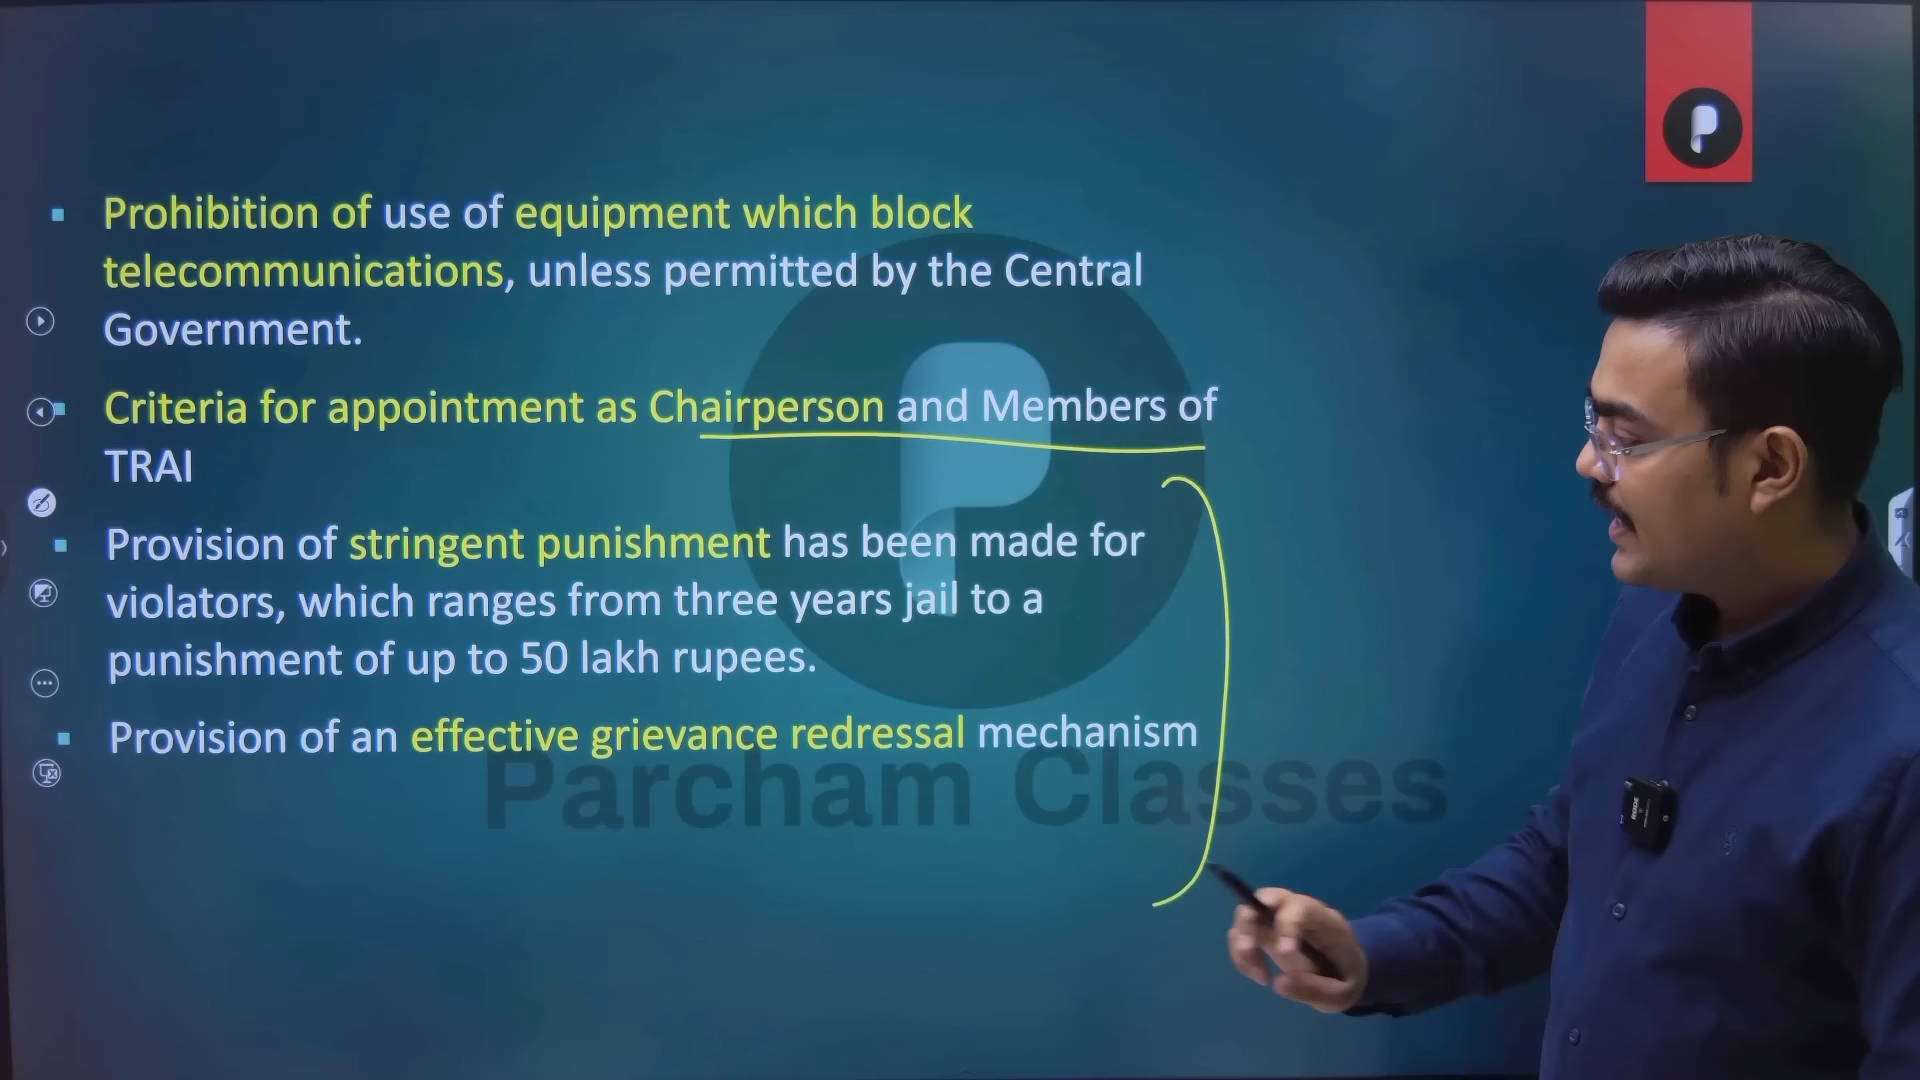 Prohibition of use of equipment which block
telecommunications, unless permitted by the Central
Government.
Criteria for appointment as Chairperson and Members of
TRAI
Provision of stringent punishment has been made for
violators, which ranges from three years jail to a
punishment of up to 50 lakh rupees.
Provision of an effective grievance redressal mechanism
Parcham Classes
RODE